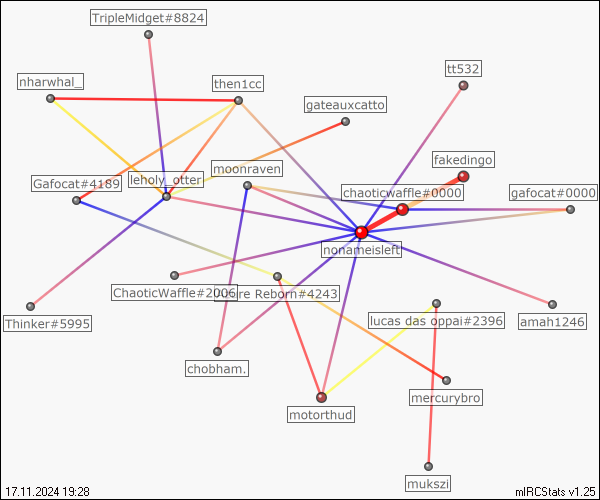 TripleMidget#8824
tt532
nharwhal_
then1cc
gateauxcatto
fakedingo
moonraven
leholy_otter
Gafocat#4189
chaoticwaffle#0000
gafocat#0000
nonameisleft
ChaoticWaffle#2006
re Reborn#4243
Thinker#5995
lucas das oppai#2396
amah1246
chobham.
mercurybro
motorthud
mukszi
17.11.2024 19:28
mIRCStats v1.25